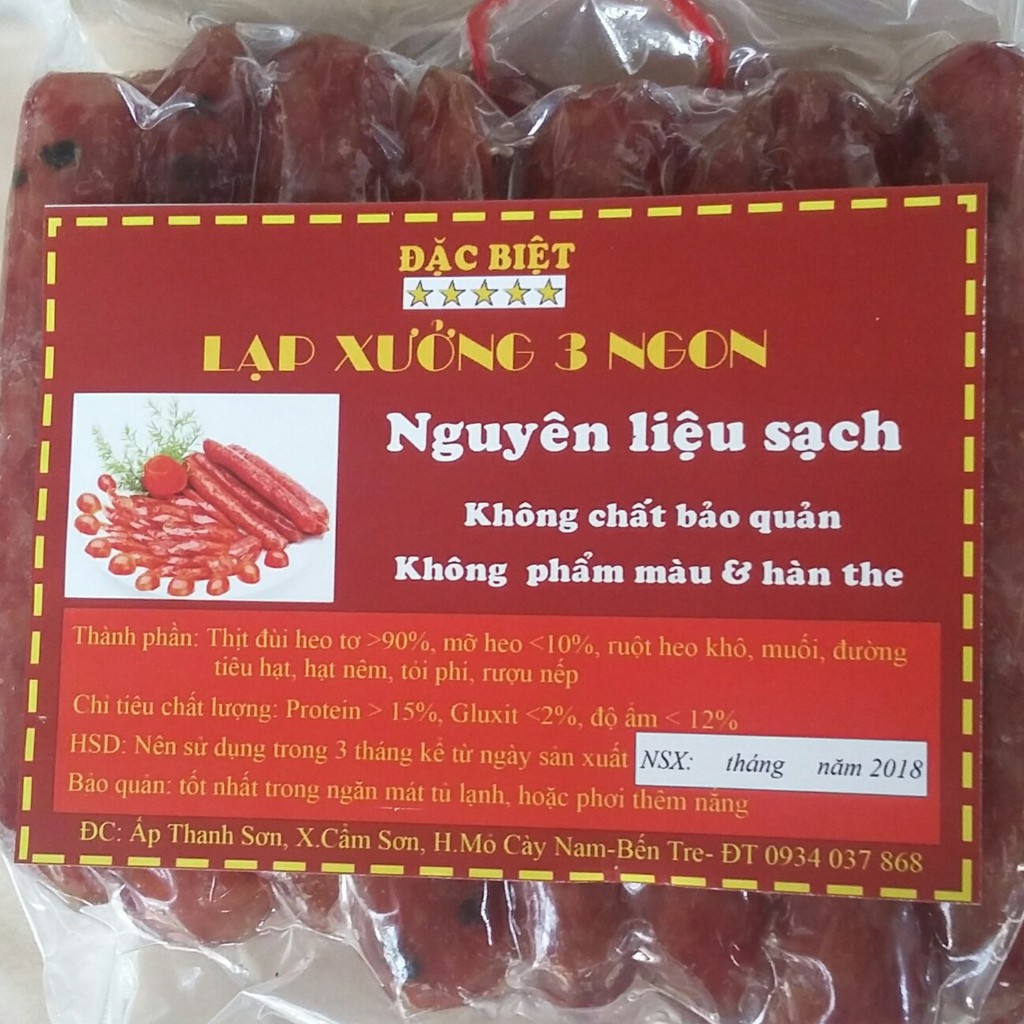 ĐẶC BIỆT
LẠP XƯỞNG 3 NGON
Nguyên liệu sạch
Không chất bảo quản
Không phẩm màu & hàn the
Thành phần: Thịt đùi heo tơ >90%, mỡ heo <10%, ruột heo khô, muối, đường
tiêu hạt, hạt nêm, tỏi phi, rượu nếp
Chỉ tiêu chất lượng: Protein > 15%, Gluxit <2%, độ ẩm < 12%
HSD: Nên sử dụng trong 3 tháng kể từ ngày sản xuất NSX: tháng năm 2018
Bảo quản: tốt nhất trong ngăn mát tủ lạnh, hoặc phơi thêm nắng
ĐC: Ấp Thanh Sơn, X.Cẩm Sơn, H.Mỏ Cày Nam-Bến Tre- ĐT 0934 037 868